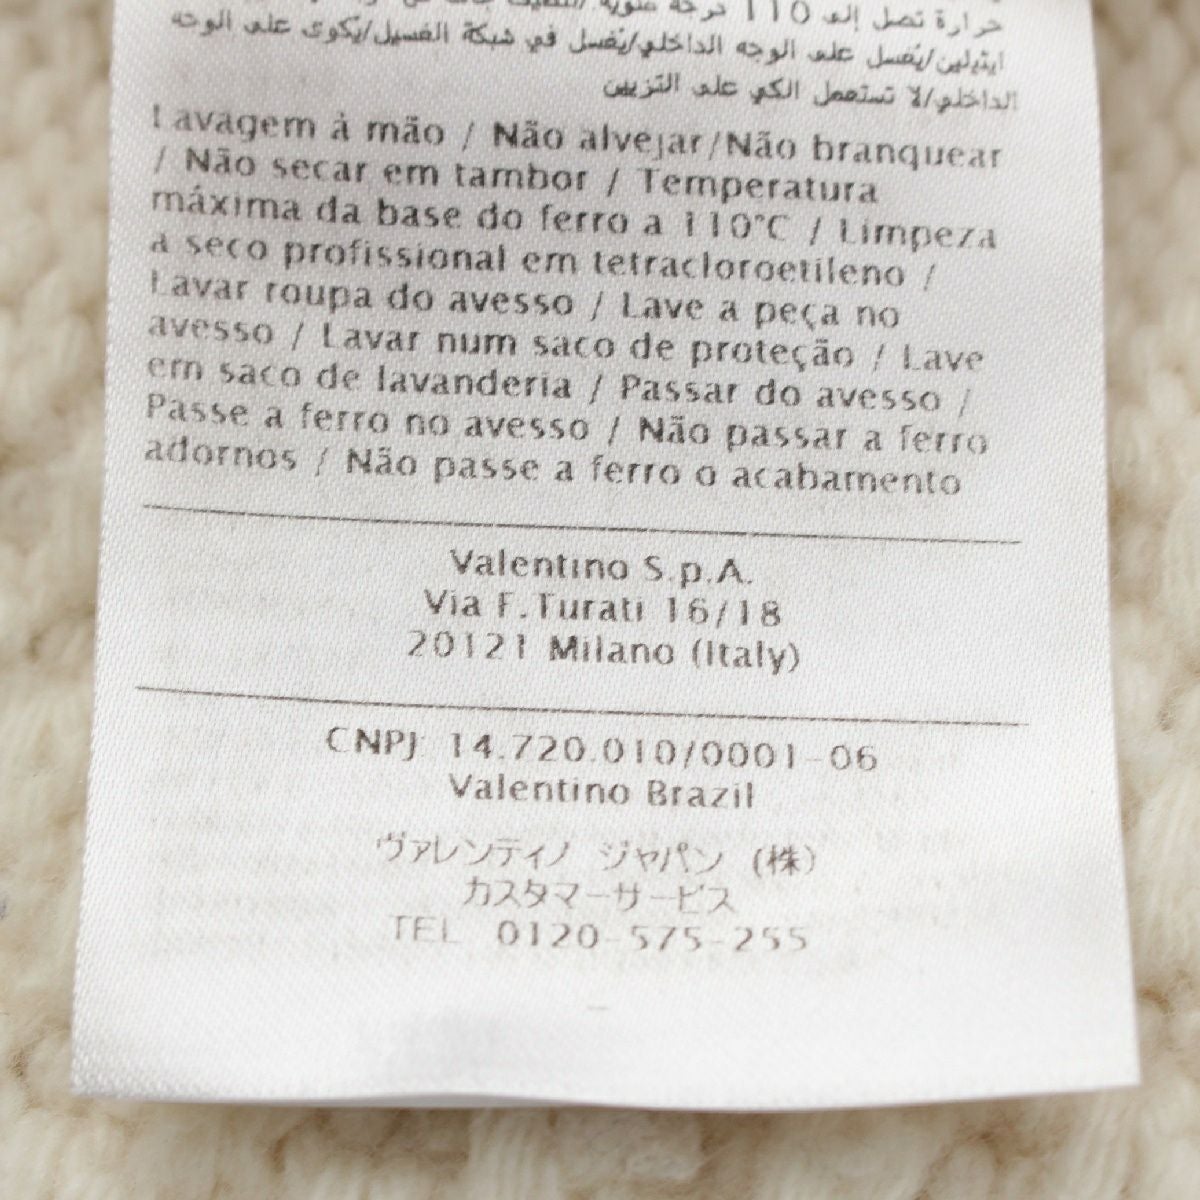 حرارة تصل إلى 110 درجة مئوية
ايثيلين/يُغسل على الوجه الداخلي/يُغسل في شبكة الغسيل/يُكوى على الوجه
الداخلي/لا تستعمل الكي على التزيين
Lavagem à mão / Não alvejar/Não branquear
/ Não secar em tambor / Temperatura
máxima da base do ferro a 110°C / Limpeza
a seco profissional em tetracloroetileno /
Lavar roupa do avesso / Lave a peça no
avesso / Lavar num saco de proteção / Lave
em saco de lavanderia / Passar do avesso /
Passe a ferro no avesso / Não passar a ferro
adornos / Não passe a ferro o acabamento
Valentino S.p.A.
Via F.Turati 16/18
20121 Milano (Italy)
CNPJ 14.720.010/0001-06
Valentino Brazil
ヴァレンティノ ジャパン (株)
カスタマーサービス
TEL 0120-575-255